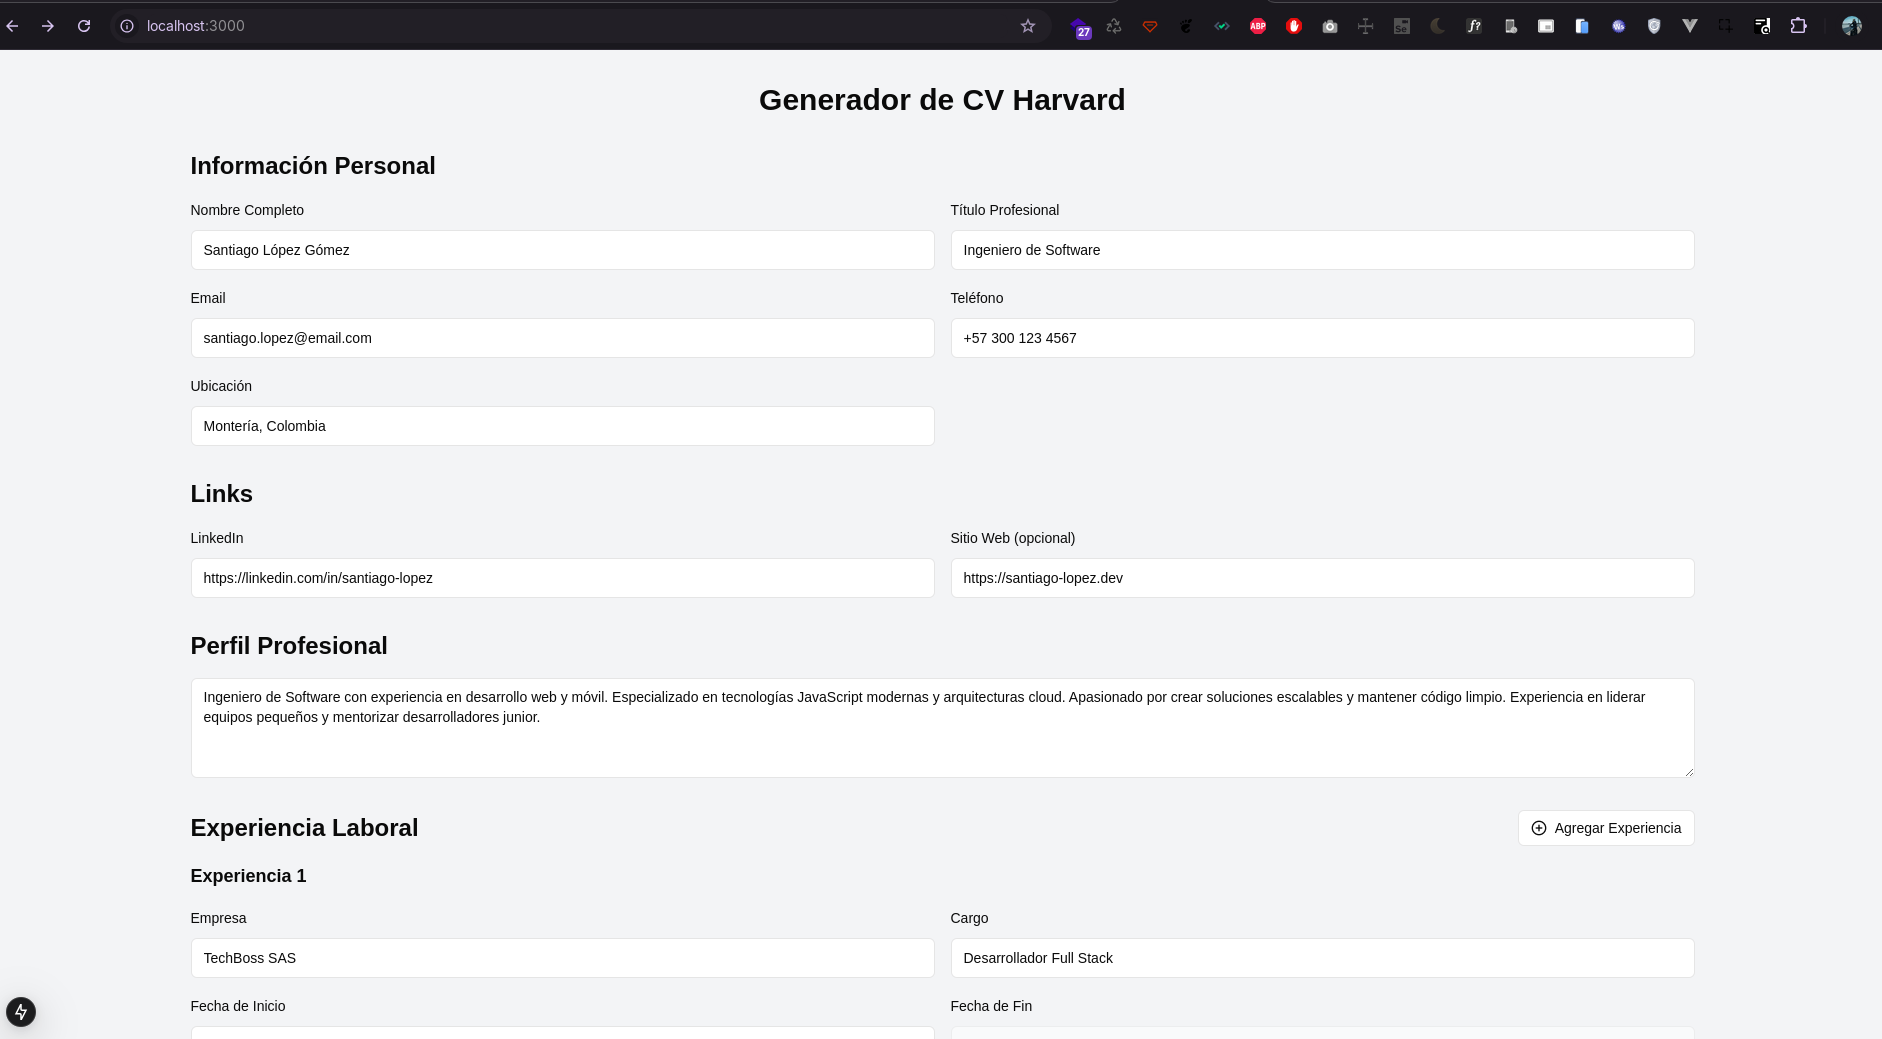 localhost:3000
27
ABP
Se
f?
Ws
Generador de CV Harvard
Información Personal
Nombre Completo
Título Profesional
Santiago López Gómez
Ingeniero de Software
Email
Teléfono
santiago.lopez@email.com
+57 300 123 4567
Ubicación
Montería, Colombia
Links
LinkedIn
Sitio Web (opcional)
https://linkedin.com/in/santiago-lopez
https://santiago-lopez.dev
Perfil Profesional
Ingeniero de Software con experiencia en desarrollo web y móvil. Especializado en tecnologías JavaScript modernas y arquitecturas cloud. Apasionado por crear soluciones escalables y mantener código limpio. Experiencia en liderar
equipos pequeños y mentorizar desarrolladores junior.
Experiencia Laboral
Agregar Experiencia
Experiencia 1
Empresa
Cargo
TechBoss SAS
Desarrollador Full Stack
Fecha de Inicio
Fecha de Fin